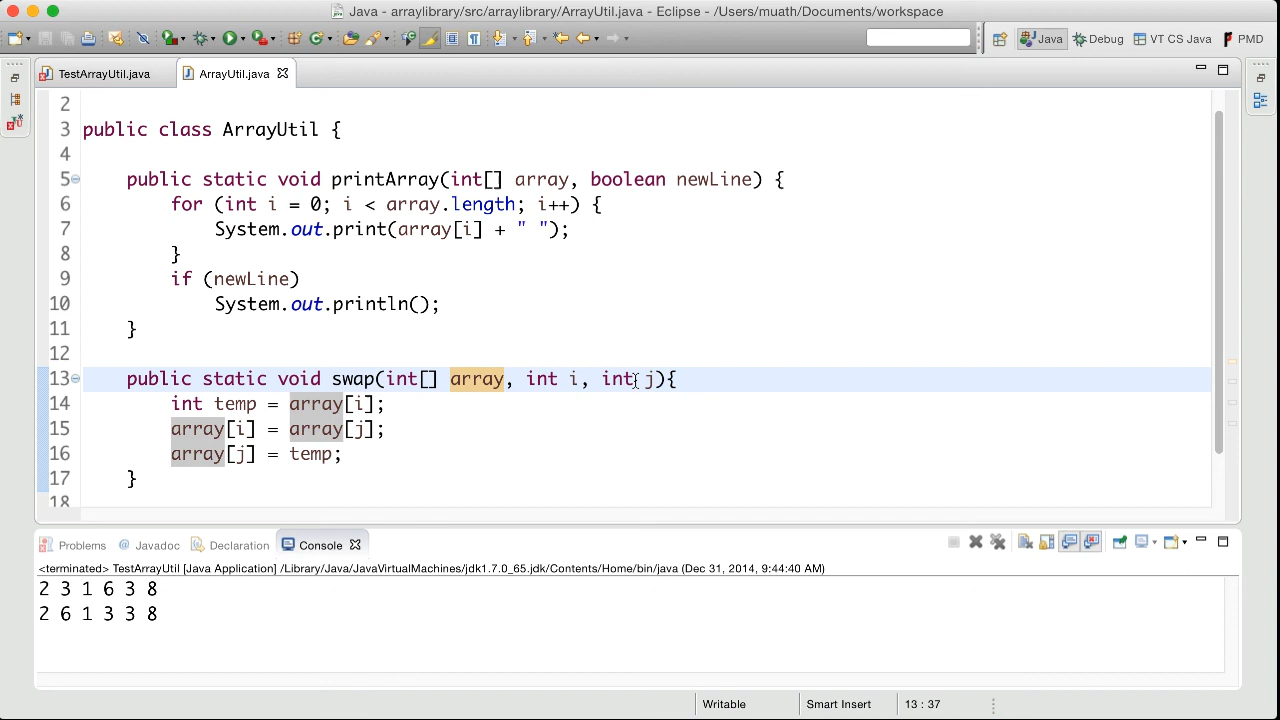 Java - arraylibrary/src/arraylibrary/ArrayUtil.java - Eclipse - /Users/muath/Documents/workspace
Java Debug VT CS Java PMD
TestArrayUtil.java ArrayUtil.java
2
3 public class ArrayUtil {
4
5 public static void printArray(int[] array, boolean newLine) {
6 for (int i = 0; i < array.length; i++) {
7 System.out.print(array[i] + " ");
8 }
9 if (newLine)
10 System.out.println();
11 }
12
13 public static void swap(int[] array, int i, int j){
14 int temp = array[i];
15 array[i] = array[j];
16 array[j] = temp;
17 }
18
Problems @ Javadoc Declaration Console
<terminated> TestArrayUtil [Java Application] /Library/Java/JavaVirtualMachines/jdk1.7.0_65.jdk/Contents/Home/bin/java (Dec 31, 2014, 9:44:40 AM)
2 3 1 6 3 8
2 6 1 3 3 8
Writable Smart Insert 13 : 37